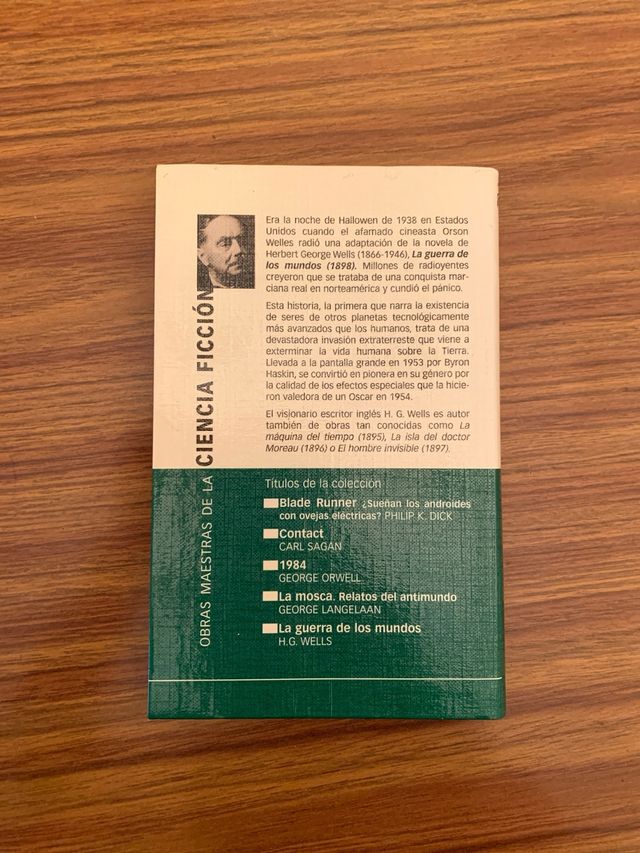 Era la noche de Hallowen de 1938 en Estados
Unidos cuando el afamado cineasta Orson
Welles radió una adaptación de la novela de
Herbert George Wells (1866-1946), La guerra de
los mundos (1898). Millones de radioyentes
creyeron que se trataba de una conquista mar-
ciana real en norteamérica y cundió el pánico.
Esta historia, la primera que narra la existencia
de seres de otros planetas tecnológicamente
más avanzados que los humanos, trata de una
devastadora invasión extraterrestre que viene a
exterminar la vida humana sobre la Tierra.
Llevada a la pantalla grande en 1953 por Byron
Haskin, se convirtió en pionera en su género por
la calidad de los efectos especiales que la hicie-
ron valedora de un Oscar en 1954.
El visionario escritor inglés H. G. Wells es autor
también de obras tan conocidas como La
máquina del tiempo (1895), La isla del doctor
Moreau (1896) o El hombre invisible (1897).
OBRAS MAESTRAS DE LA CIENCIA FICCIÓN
Títulos de la colección
Blade Runner ¿Sueñan los androides
con ovejas eléctricas? PHILIP K. DICK
Contact
CARL SAGAN
1984
GEORGE ORWELL
La mosca. Relatos del antimundo
GEORGE LANGELAAN
La guerra de los mundos
H.G. WELLS